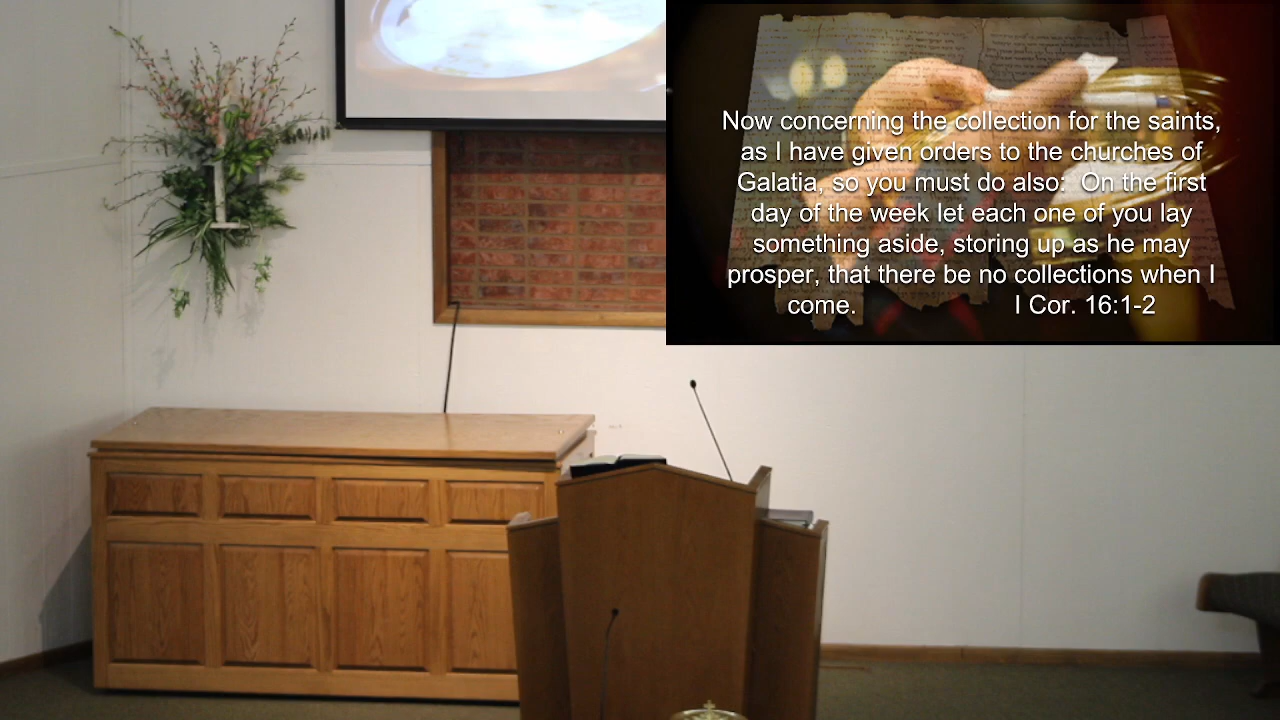 Now concerning the collection for the saints,
as I have given orders to the churches of
Galatia, so you must do also:  On the first
day of the week let each one of you lay
something aside, storing up as he may
prosper, that there be no collections when I
come. I Cor. 16:1-2